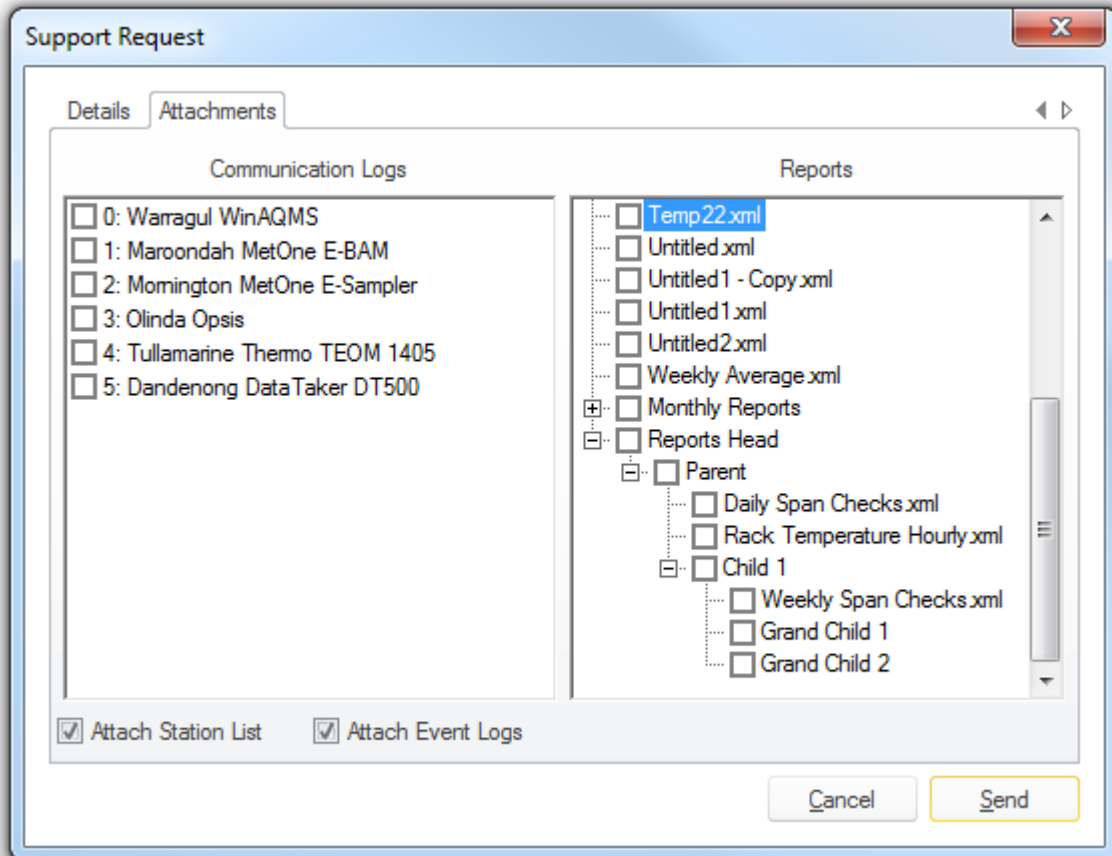 Support Request
Details
Attachments
Communication Logs
0: Warragul WinAQMS
1: Maroondah MetOne E-BAM
2: Mornington MetOne E-Sampler
3: Olinda Opsis
4: Tullamarine Thermo TEOM 1405
5: Dandenong DataTaker DT500
Reports
Temp22.xml
Untitled.xml
Untitled1 - Copy.xml
Untitled1.xml
Untitled2.xml
Weekly Average.xml
Monthly Reports
Reports Head
Parent
Daily Span Checks.xml
Rack Temperature Hourly.xml
Child 1
Weekly Span Checks.xml
Grand Child 1
Grand Child 2
Attach Station List
Attach Event Logs
Cancel
Send